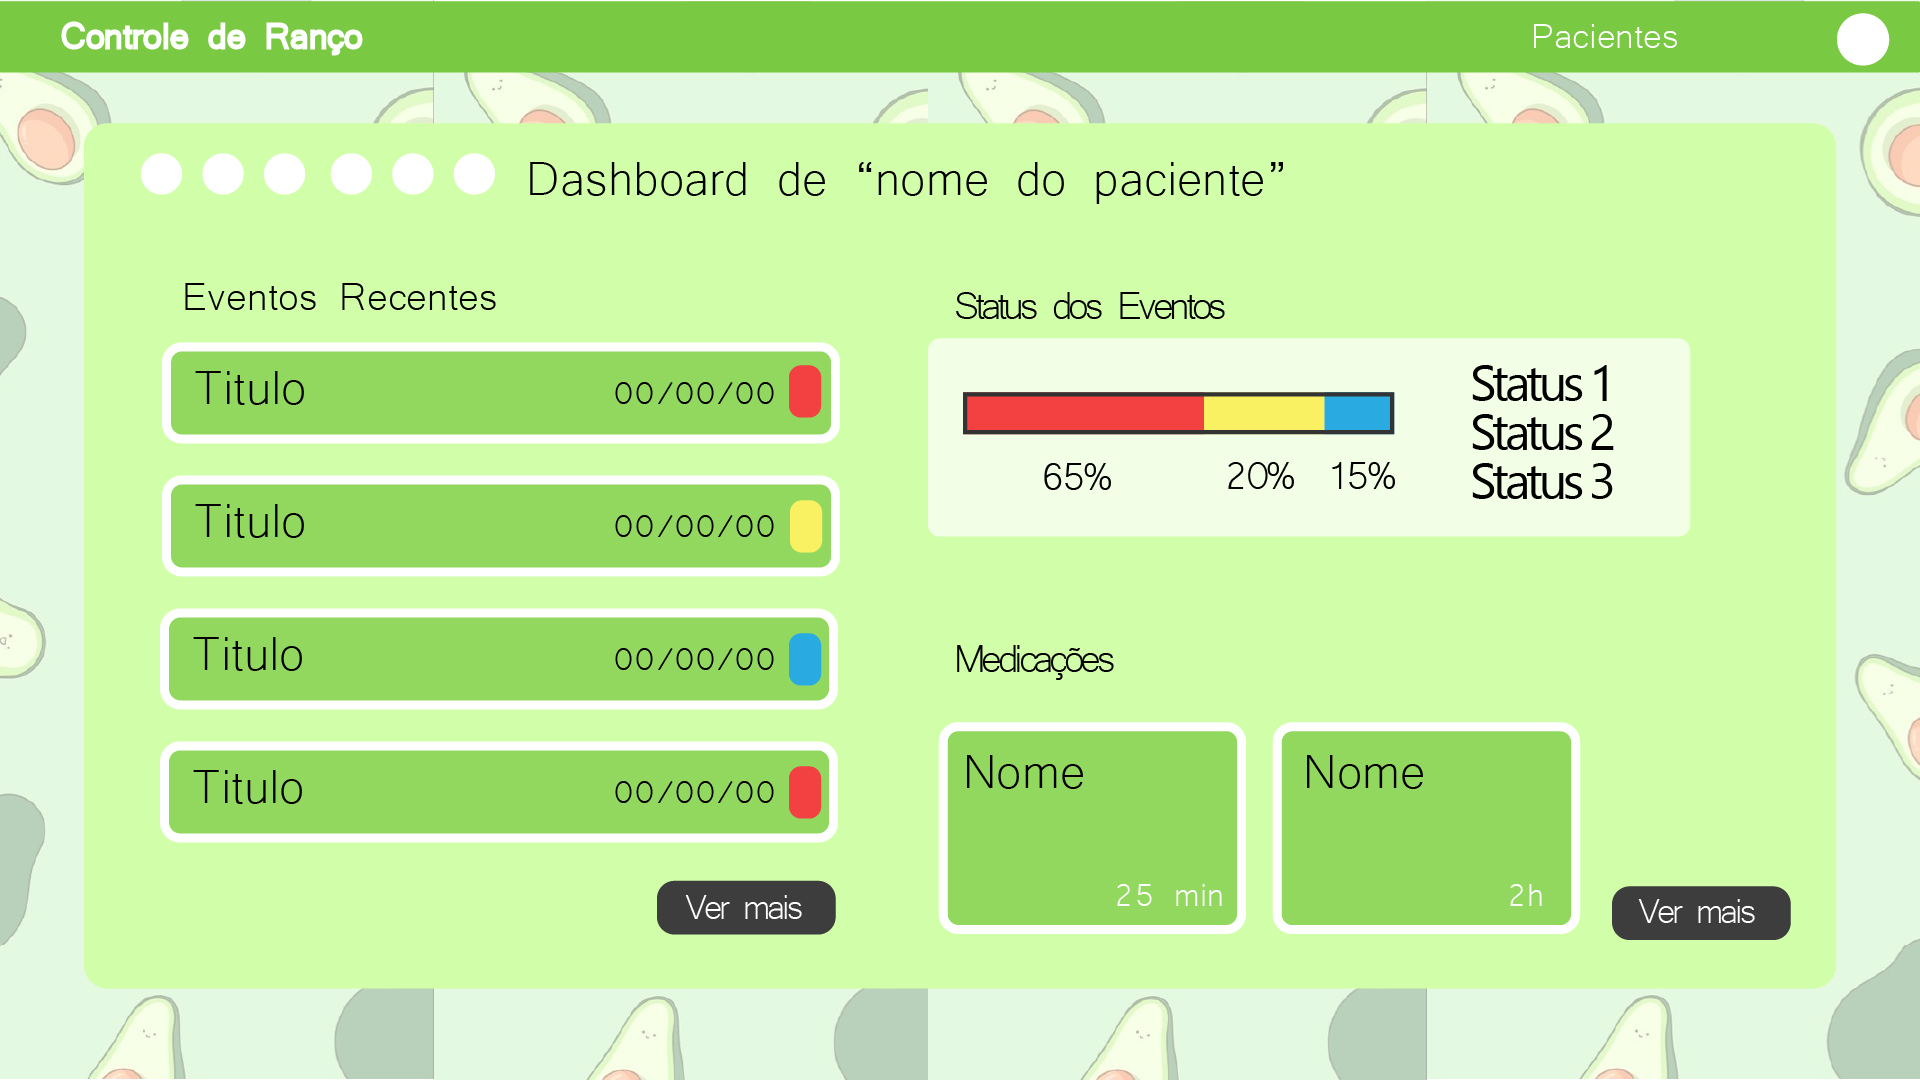 Controle de Ranço
Pacientes
Dashboard de “nome do paciente”
Eventos Recentes
Titulo 00/00/00
Titulo 00/00/00
Titulo 00/00/00
Titulo 00/00/00
Ver mais
Status dos Eventos
65% 20% 15%
Status 1
Status 2
Status 3
Medicações
Nome
25 min
Nome
2h
Ver mais